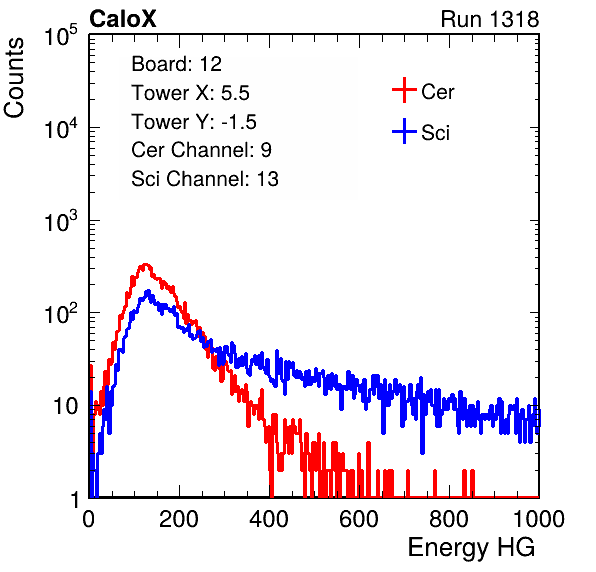 CaloX Run 1318
Counts
Board: 12
Tower X: 5.5
Tower Y: -1.5
Cer Channel: 9
Sci Channel: 13
Cer
Sci
10^5
10^4
10^3
10^2
10
1
0 200 400 600 800 1000
Energy HG